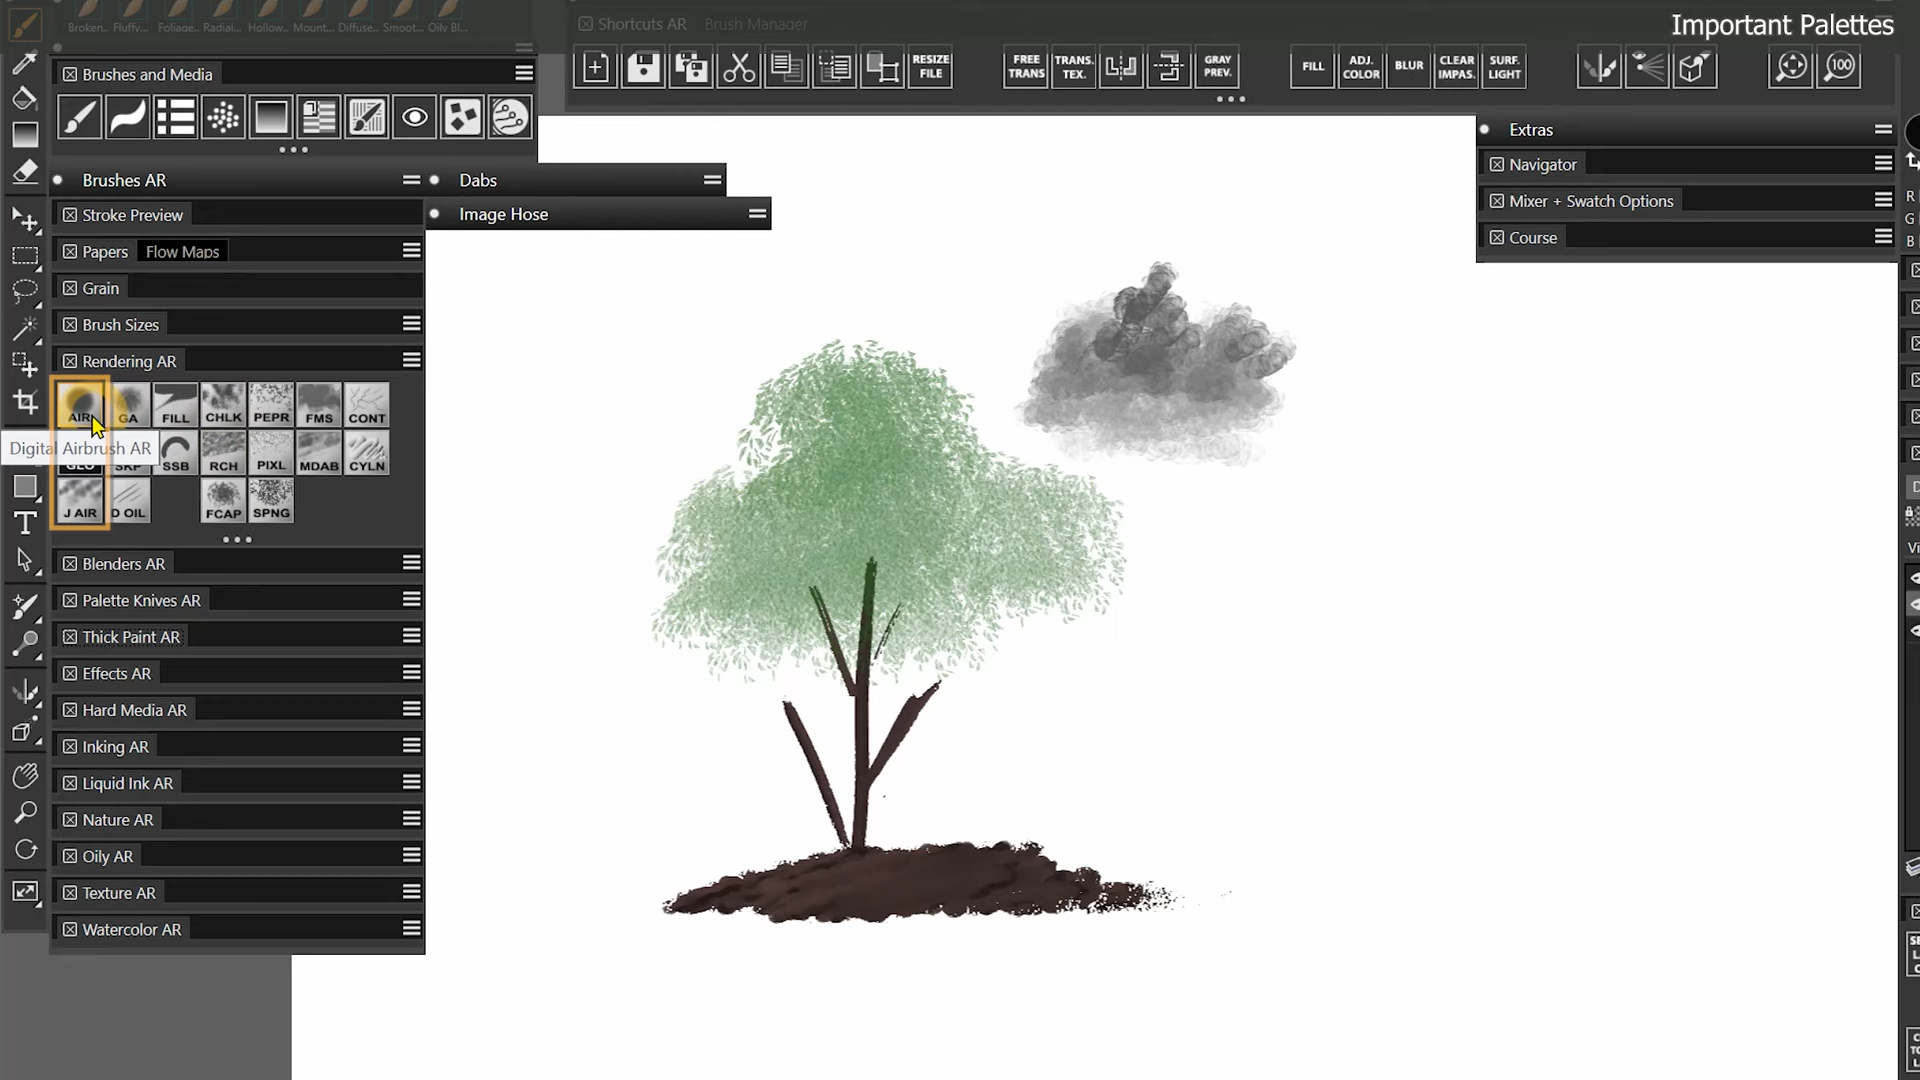 Broken.. Fluffy.. Foliage.. Radial.. Hollow.. Mount.. Diffuse.. Smoot.. Oily Bl..
Shortcuts AR Brush Manager
Important Palettes
RESIZE FILE
FREE TRANS
TRANS. TEX.
GRAY PREV.
FILL
ADJ. COLOR
BLUR
CLEAR IMPAS.
SURF. LIGHT
100
Brushes and Media
Brushes AR
Dabs
Image Hose
Stroke Preview
Papers Flow Maps
Grain
Brush Sizes
Rendering AR
AIR GA FILL CHLK PEPR FMS CONT
Digital Airbrush AR
GLO SKP SSB RCH PIXL MDAB CYLN
J AIR D OIL FCAP SPNG
Blenders AR
Palette Knives AR
Thick Paint AR
Effects AR
Hard Media AR
Inking AR
Liquid Ink AR
Nature AR
Oily AR
Texture AR
Watercolor AR
T
Extras
Navigator
Mixer + Swatch Options
Course
R
G
B
D
Vi